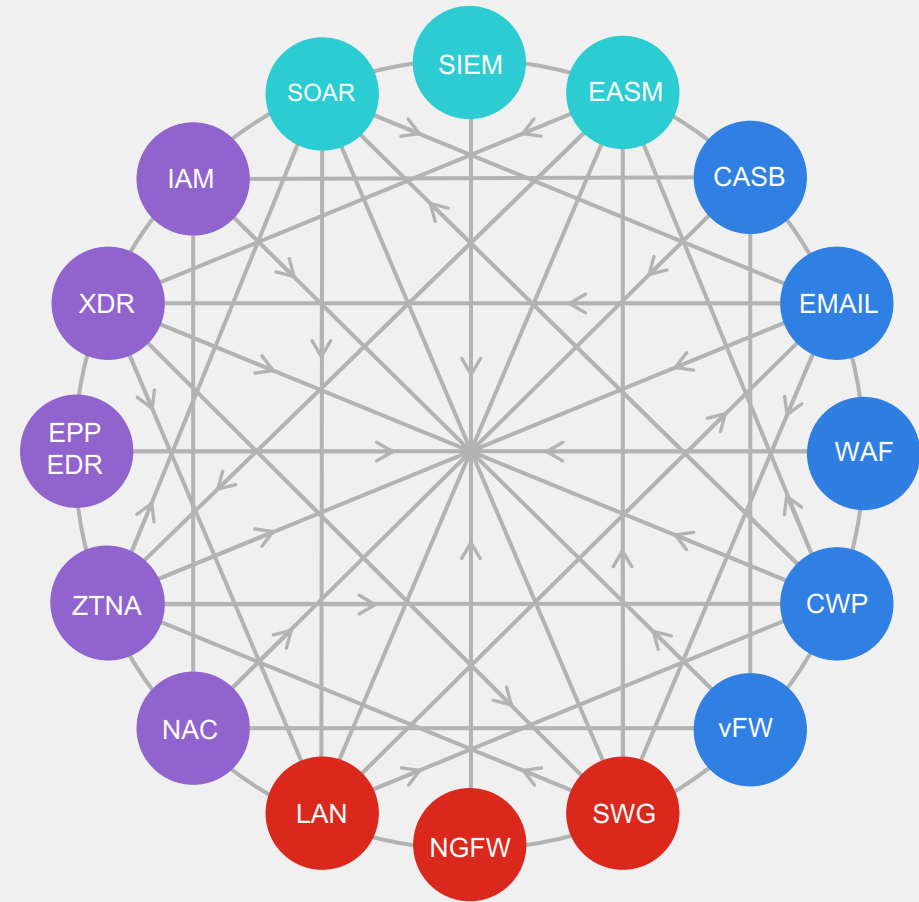 SIEM
SOAR
EASM
IAM
CASB
XDR
EMAIL
EPP
EDR
WAF
ZTNA
CWP
NAC
vFW
LAN
NGFW
SWG